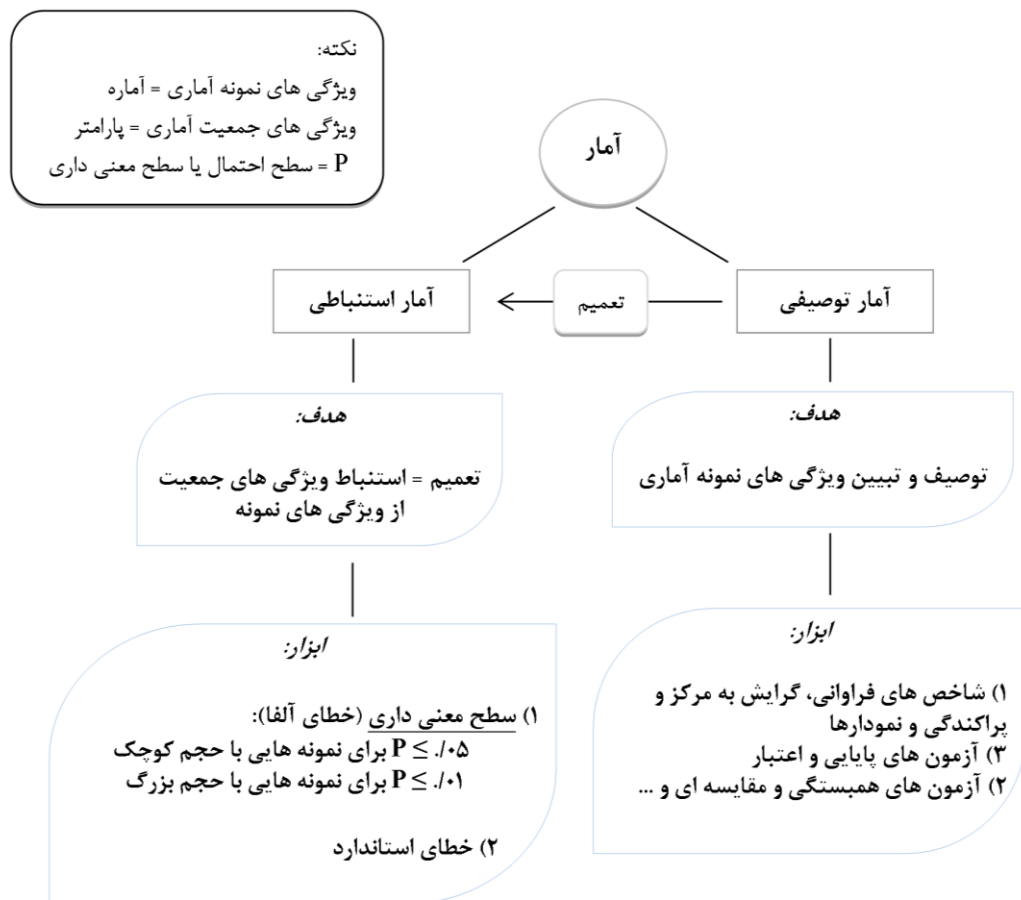 نکته:
ویژگی های نمونه آماری = آماره
ویژگی های جمعیت آماری = پارامتر
P = سطح احتمال یا سطح معنی داری
آمار
آمار توصیفی
تعمیم
آمار استنباطی
هدف:
توصیف و تبیین ویژگی های نمونه آماری
هدف:
تعمیم = استنباط ویژگی های جمعیت
از ویژگی های نمونه
ابزار:
۱) شاخص های فراوانی، گرایش به مرکز و
پراکندگی و نمودارها
۳) آزمون های پایایی و اعتبار
۲) آزمون های همبستگی و مقایسه ای و ...
ابزار:
۱) سطح معنی داری (خطای آلفا):
P ≤ ./۰۵ برای نمونه هایی با حجم کوچک
P ≤ ./۰۱ برای نمونه هایی با حجم بزرگ
۲) خطای استاندارد